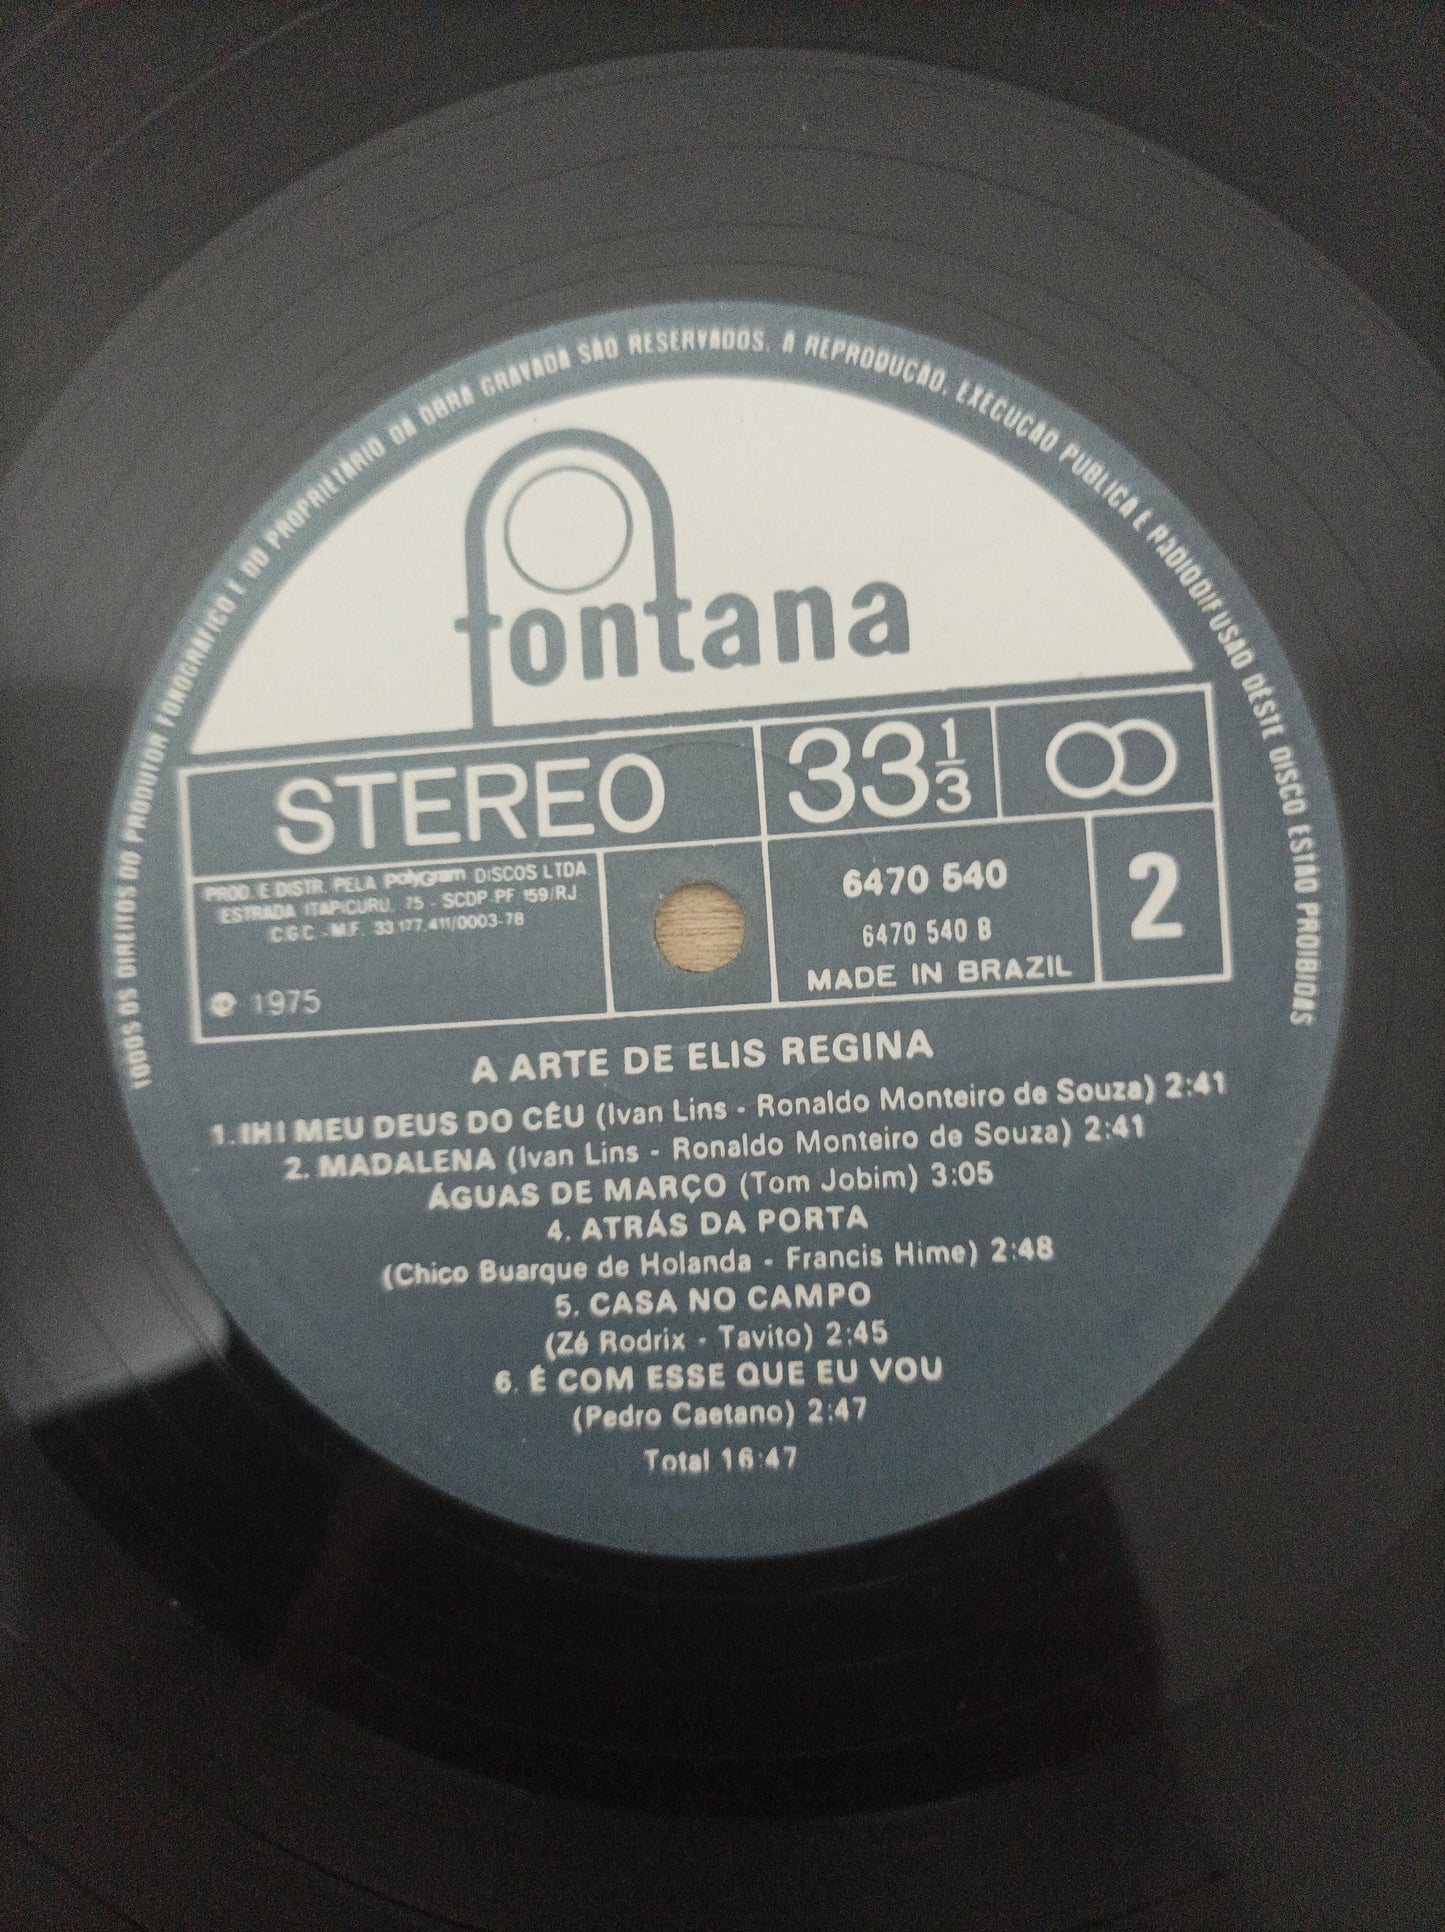 TODOS OS DIREITOS DO PRODUTOR FONOGRÁFICO E DO PROPRIETÁRIO DA OBRA GRAVADA SÃO RESERVADOS. A REPRODUÇÃO, EXECUÇÃO PÚBLICA E RADIODIFUSÃO DÊSTE DISCO ESTÃO PROIBIDAS
fontana
STEREO
33 1/3
PROD. E DISTR. PELA polyGram DISCOS LTDA.
ESTRADA ITAPICURU, 75 - SCDP-PF 159/RJ
C.G.C. - M.F. 33.177.411/0003-78
℗ 1975
6470 540
6470 540 B
MADE IN BRAZIL
2
A ARTE DE ELIS REGINA
1. IH! MEU DEUS DO CÉU (Ivan Lins - Ronaldo Monteiro de Souza) 2:41
2. MADALENA (Ivan Lins - Ronaldo Monteiro de Souza) 2:41
ÁGUAS DE MARÇO (Tom Jobim) 3:05
4. ATRÁS DA PORTA
(Chico Buarque de Holanda - Francis Hime) 2:48
5. CASA NO CAMPO
(Zé Rodrix - Tavito) 2:45
6. É COM ESSE QUE EU VOU
(Pedro Caetano) 2:47
Total 16:47